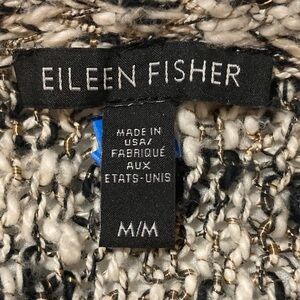 EILEEN FISHER
MADE IN
USA/
FABRIQUÉ
AUX
ETATS-UNIS
M/M